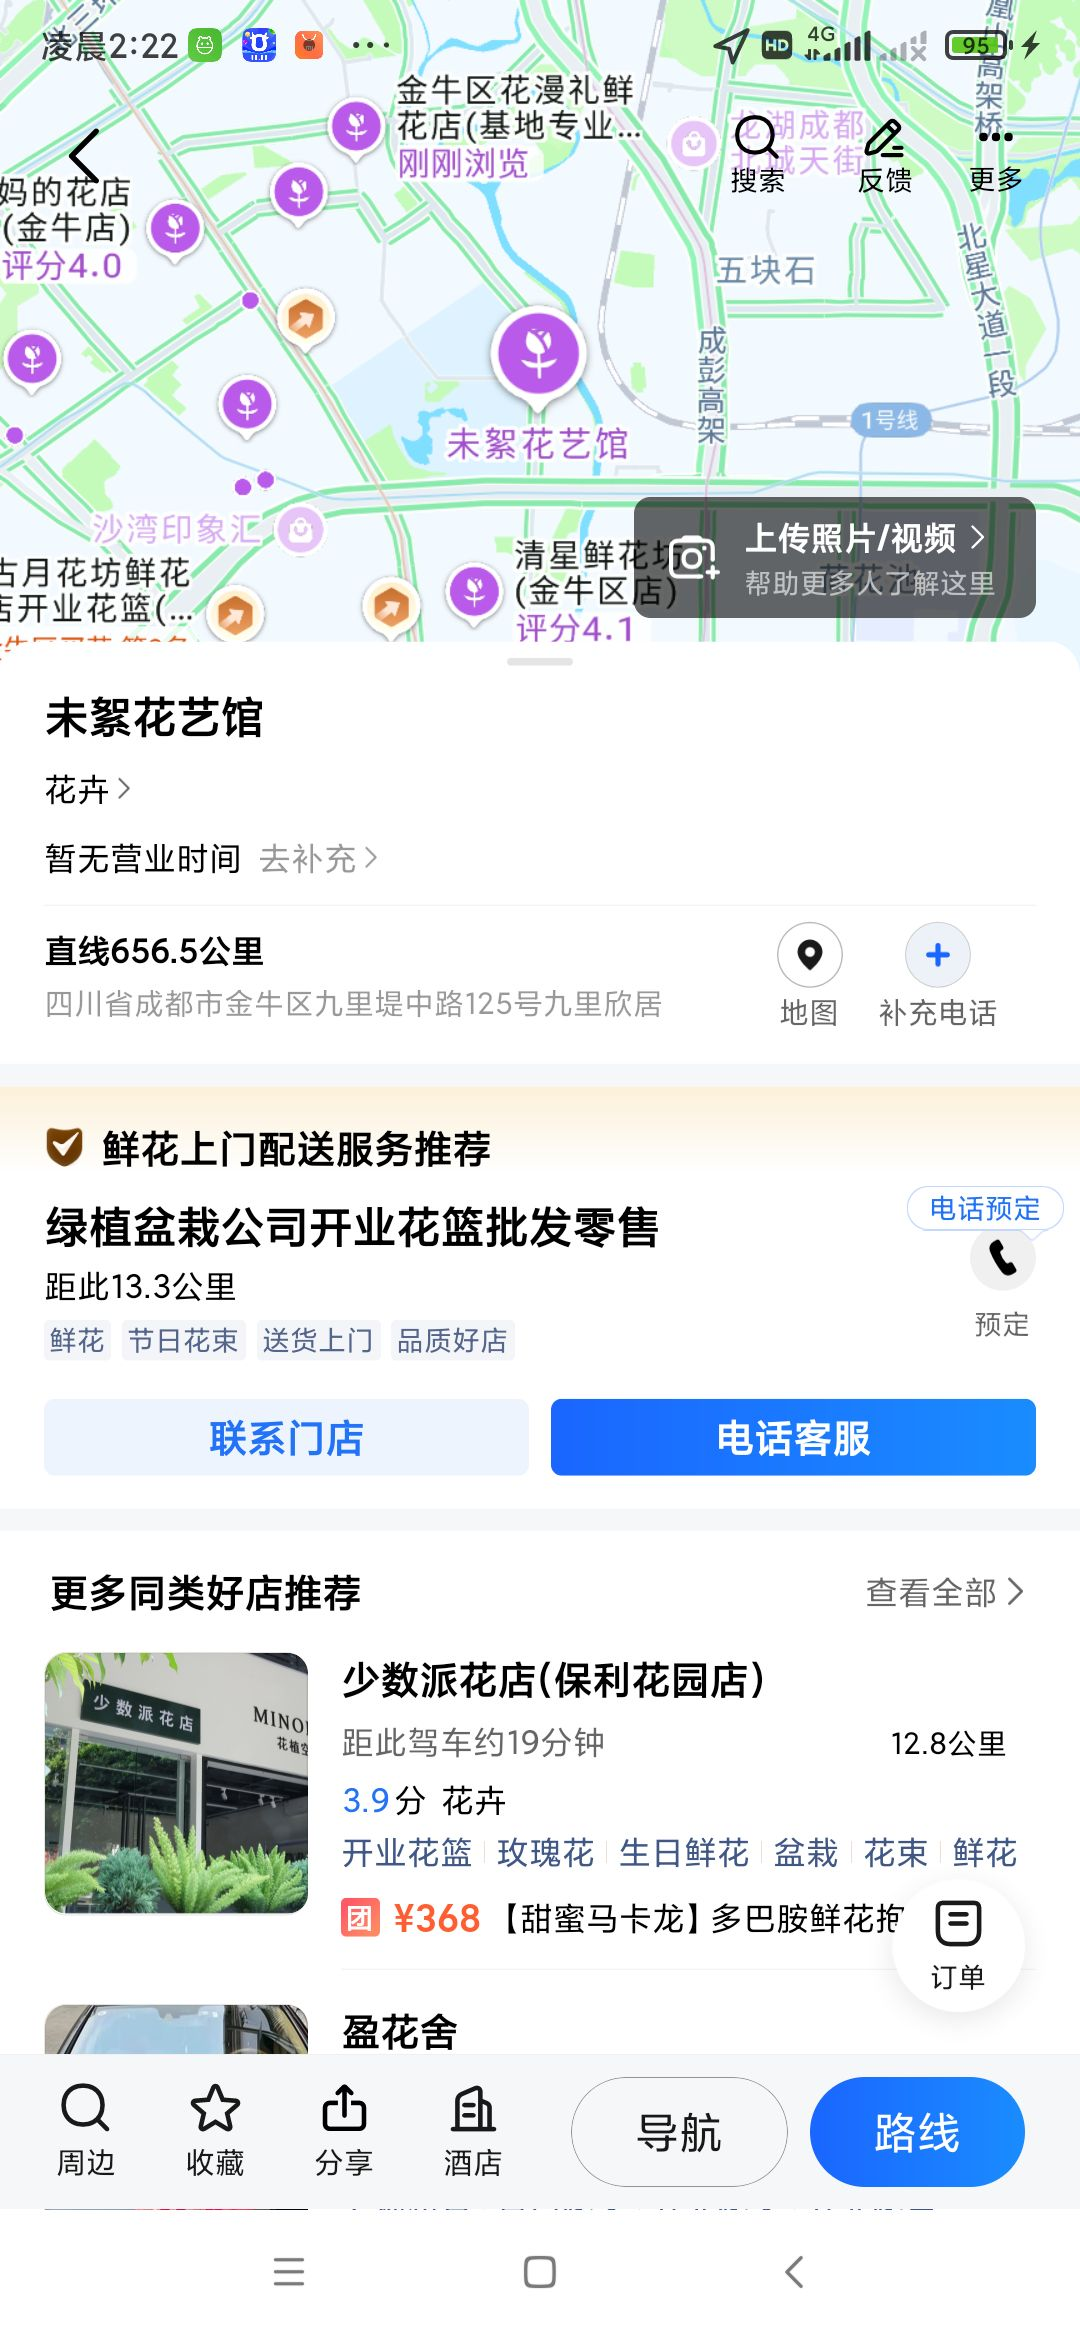 凌晨2:22
HD
4G
95
凰山高架桥
金牛区花漫礼鲜
花店(基地专业...
刚刚浏览
龙湖成都
北城天街
搜索
反馈
更多
妈的花店
(金牛店)
评分4.0
五块石
北星大道一段
成彭高架
1号线
未絮花艺馆
沙湾印象汇
古月花坊鲜花
店开业花篮(...
清星鲜花坊
(金牛区店)
评分4.1
上传照片/视频
帮助更多人了解这里
未絮花艺馆
花卉
暂无营业时间 去补充
直线656.5公里
四川省成都市金牛区九里堤中路125号九里欣居
地图
补充电话
鲜花上门配送服务推荐
绿植盆栽公司开业花篮批发零售
电话预定
距此13.3公里
预定
鲜花 节日花束 送货上门 品质好店
联系门店
电话客服
更多同类好店推荐
查看全部
少数派花店
花植空
少数派花店(保利花园店)
距此驾车约19分钟
12.8公里
3.9分 花卉
开业花篮 玫瑰花 生日鲜花 盆栽 花束 鲜花
团 ¥368 【甜蜜马卡龙】多巴胺鲜花抱
订单
盈花舍
周边
收藏
分享
酒店
导航
路线